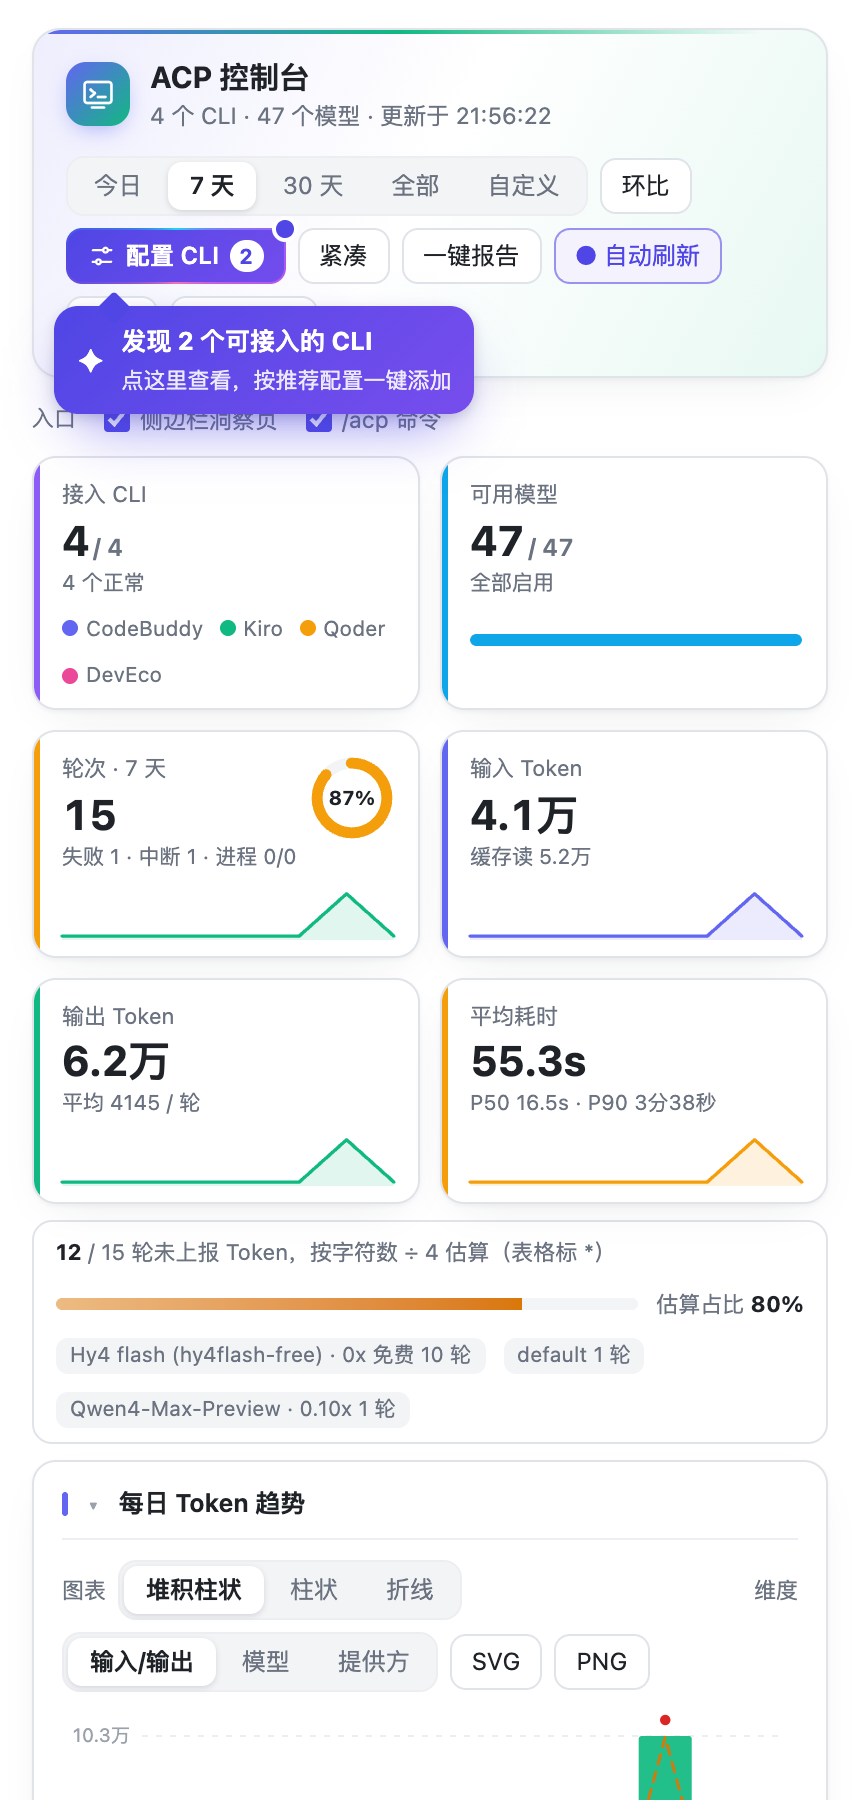 ACP 控制台
4 个 CLI · 47 个模型 · 更新于 21:56:22
今日 7 天 30 天 全部 自定义 环比
配置 CLI 2 紧凑 一键报告 自动刷新
发现 2 个可接入的 CLI
点这里查看，按推荐配置一键添加
入口 侧边栏洞察页 /acp 命令
接入 CLI
4 / 4
4 个正常
CodeBuddy Kiro Qoder
DevEco
可用模型
47 / 47
全部启用
轮次 · 7 天
15
87%
失败 1 · 中断 1 · 进程 0/0
输入 Token
4.1万
缓存读 5.2万
输出 Token
6.2万
平均 4145 / 轮
平均耗时
55.3s
P50 16.5s · P90 3分38秒
12 / 15 轮未上报 Token，按字符数 ÷ 4 估算（表格标 *）
估算占比 80%
Hy4 flash (hy4flash-free) · 0x 免费 10 轮 default 1 轮
Qwen4-Max-Preview · 0.10x 1 轮
每日 Token 趋势
图表 堆积柱状 柱状 折线 维度
输入/输出 模型 提供方 SVG PNG
10.3万